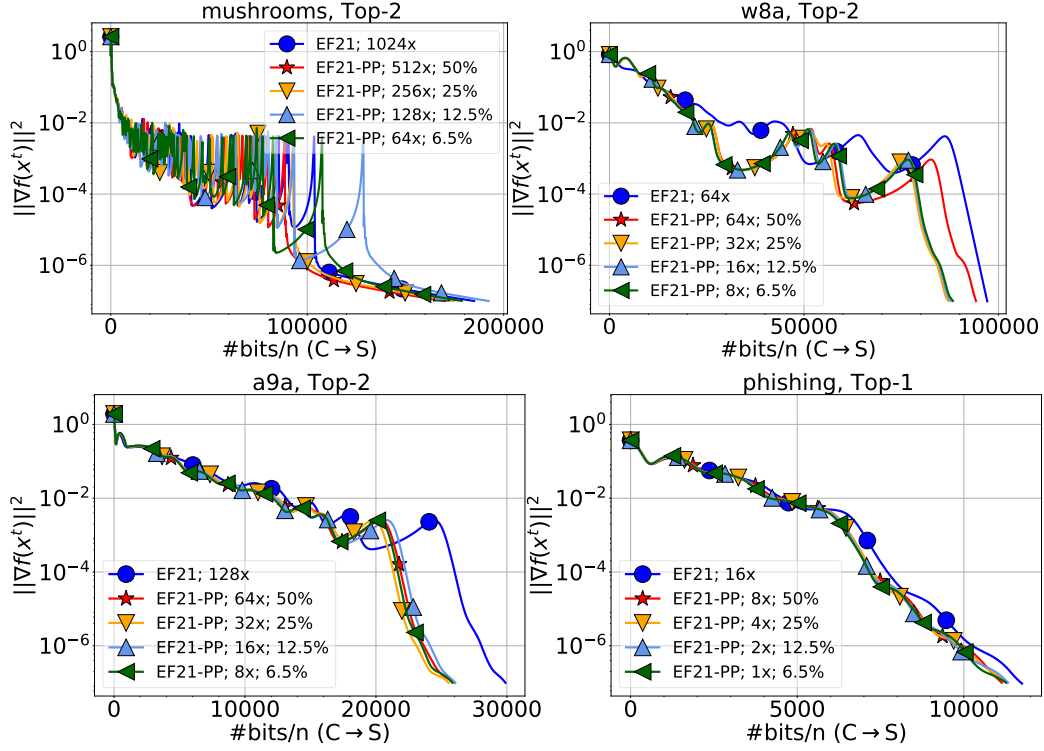 mushrooms, Top-2
||∇f(x^t)||^2
10^0
10^-2
10^-4
10^-6
EF21; 1024x
EF21-PP; 512x; 50%
EF21-PP; 256x; 25%
EF21-PP; 128x; 12.5%
EF21-PP; 64x; 6.5%
0 100000 200000
#bits/n (C→S)
w8a, Top-2
||∇f(x^t)||^2
10^0
10^-2
10^-4
10^-6
EF21; 64x
EF21-PP; 64x; 50%
EF21-PP; 32x; 25%
EF21-PP; 16x; 12.5%
EF21-PP; 8x; 6.5%
0 50000 100000
#bits/n (C→S)
a9a, Top-2
||∇f(x^t)||^2
10^0
10^-2
10^-4
10^-6
EF21; 128x
EF21-PP; 64x; 50%
EF21-PP; 32x; 25%
EF21-PP; 16x; 12.5%
EF21-PP; 8x; 6.5%
0 10000 20000 30000
#bits/n (C→S)
phishing, Top-1
||∇f(x^t)||^2
10^0
10^-2
10^-4
10^-6
EF21; 16x
EF21-PP; 8x; 50%
EF21-PP; 4x; 25%
EF21-PP; 2x; 12.5%
EF21-PP; 1x; 6.5%
0 5000 10000
#bits/n (C→S)